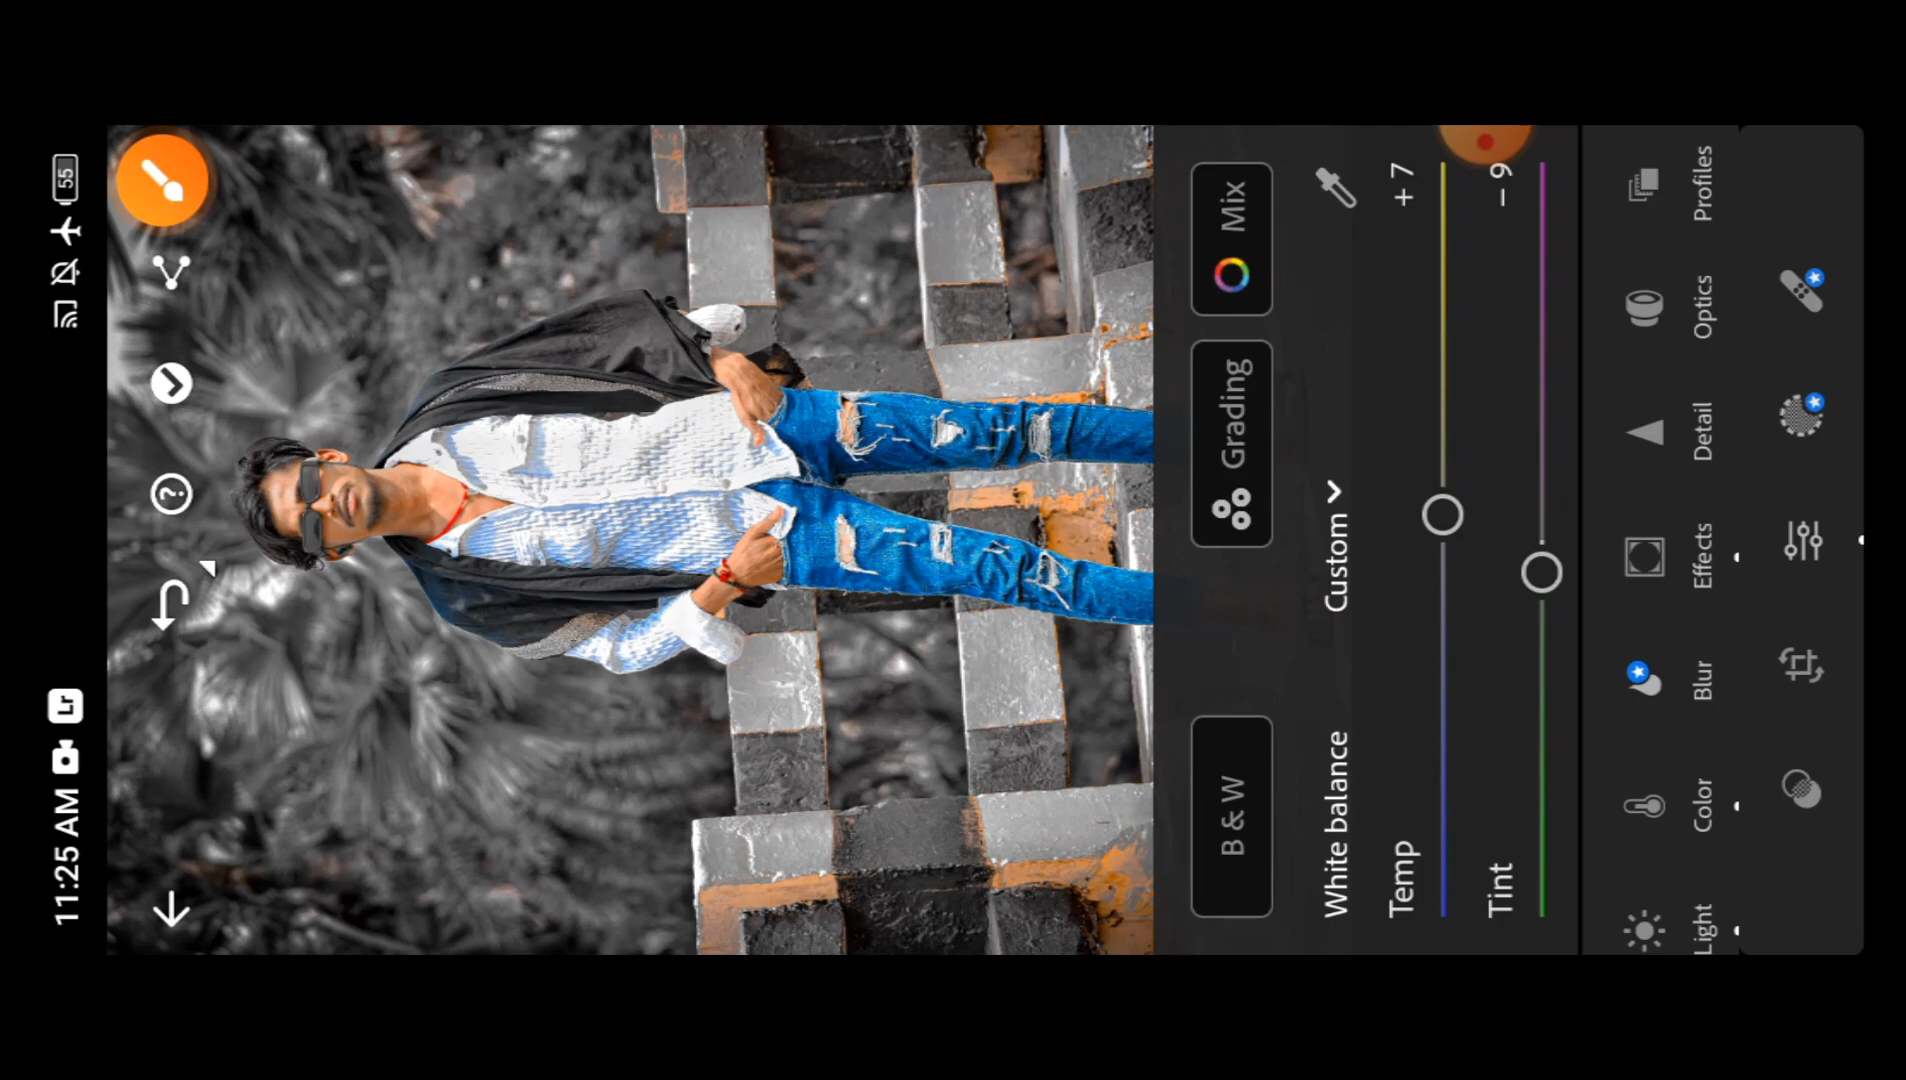 11:25 AM Lr 55
B & W
Grading
Mix
White balance
Custom
Temp
+ 7
Tint
– 9
Light
Color
Blur
Effects
Detail
Optics
Profiles